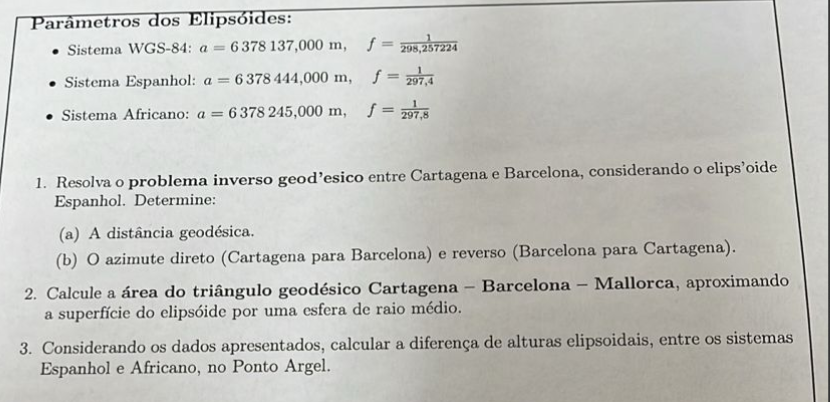 Parâmetros dos Elipsóides:
• Sistema WGS-84: a = 6 378 137,000 m, f = 1/298,257224
• Sistema Espanhol: a = 6 378 444,000 m, f = 1/297,4
• Sistema Africano: a = 6 378 245,000 m, f = 1/297,8
1. Resolva o problema inverso geod'esico entre Cartagena e Barcelona, considerando o elips'oide
Espanhol. Determine:
(a) A distância geodésica.
(b) O azimute direto (Cartagena para Barcelona) e reverso (Barcelona para Cartagena).
2. Calcule a área do triângulo geodésico Cartagena – Barcelona – Mallorca, aproximando
a superfície do elipsóide por uma esfera de raio médio.
3. Considerando os dados apresentados, calcular a diferença de alturas elipsoidais, entre os sistemas
Espanhol e Africano, no Ponto Argel.